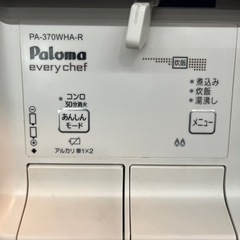 PA-370WHA-R
Paloma
every chef
炊飯
コンロ
30分消火
あんしん
モード
アルカリ 単1×2
・煮込み
・炊飯
・湯沸し
メニュー